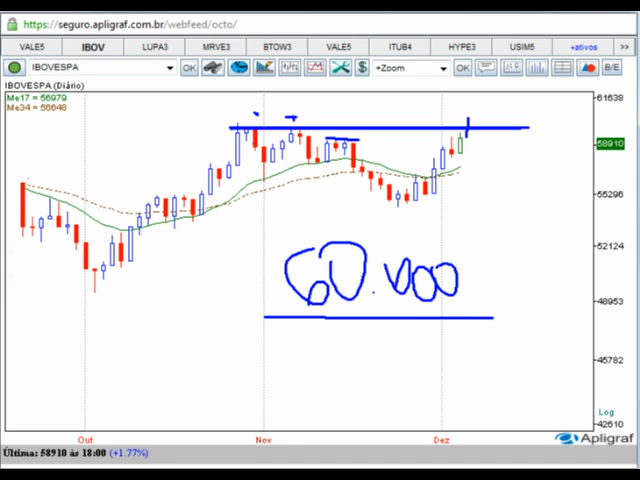 https://seguro.apligraf.com.br/webfeed/octo/
VALE5 IBOV LUPA3 MRVE3 BTOW3 VALE5 ITUB4 HYPE3 USIM5 +ativos >>
IBOVESPA OK +Zoom OK B/E
IBOVESPA (Diário)
Me17 = 56979
Me34 = 56648
61638
58910
55296
52124
48953
45782
42610
60.000
Log
Out Nov Dez
Apligraf
Última: 58910 às 18:00 (+1.77%)